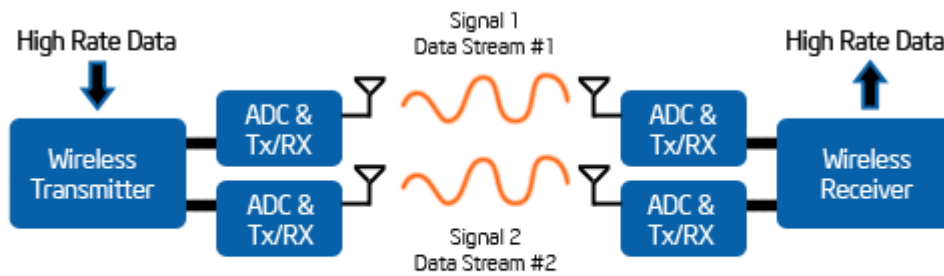 Signal 1
Data Stream #1
High Rate Data
High Rate Data
ADC &
Tx/RX
ADC &
Tx/RX
Wireless
Transmitter
Wireless
Receiver
ADC &
Tx/RX
ADC &
Tx/RX
Signal 2
Data Stream #2